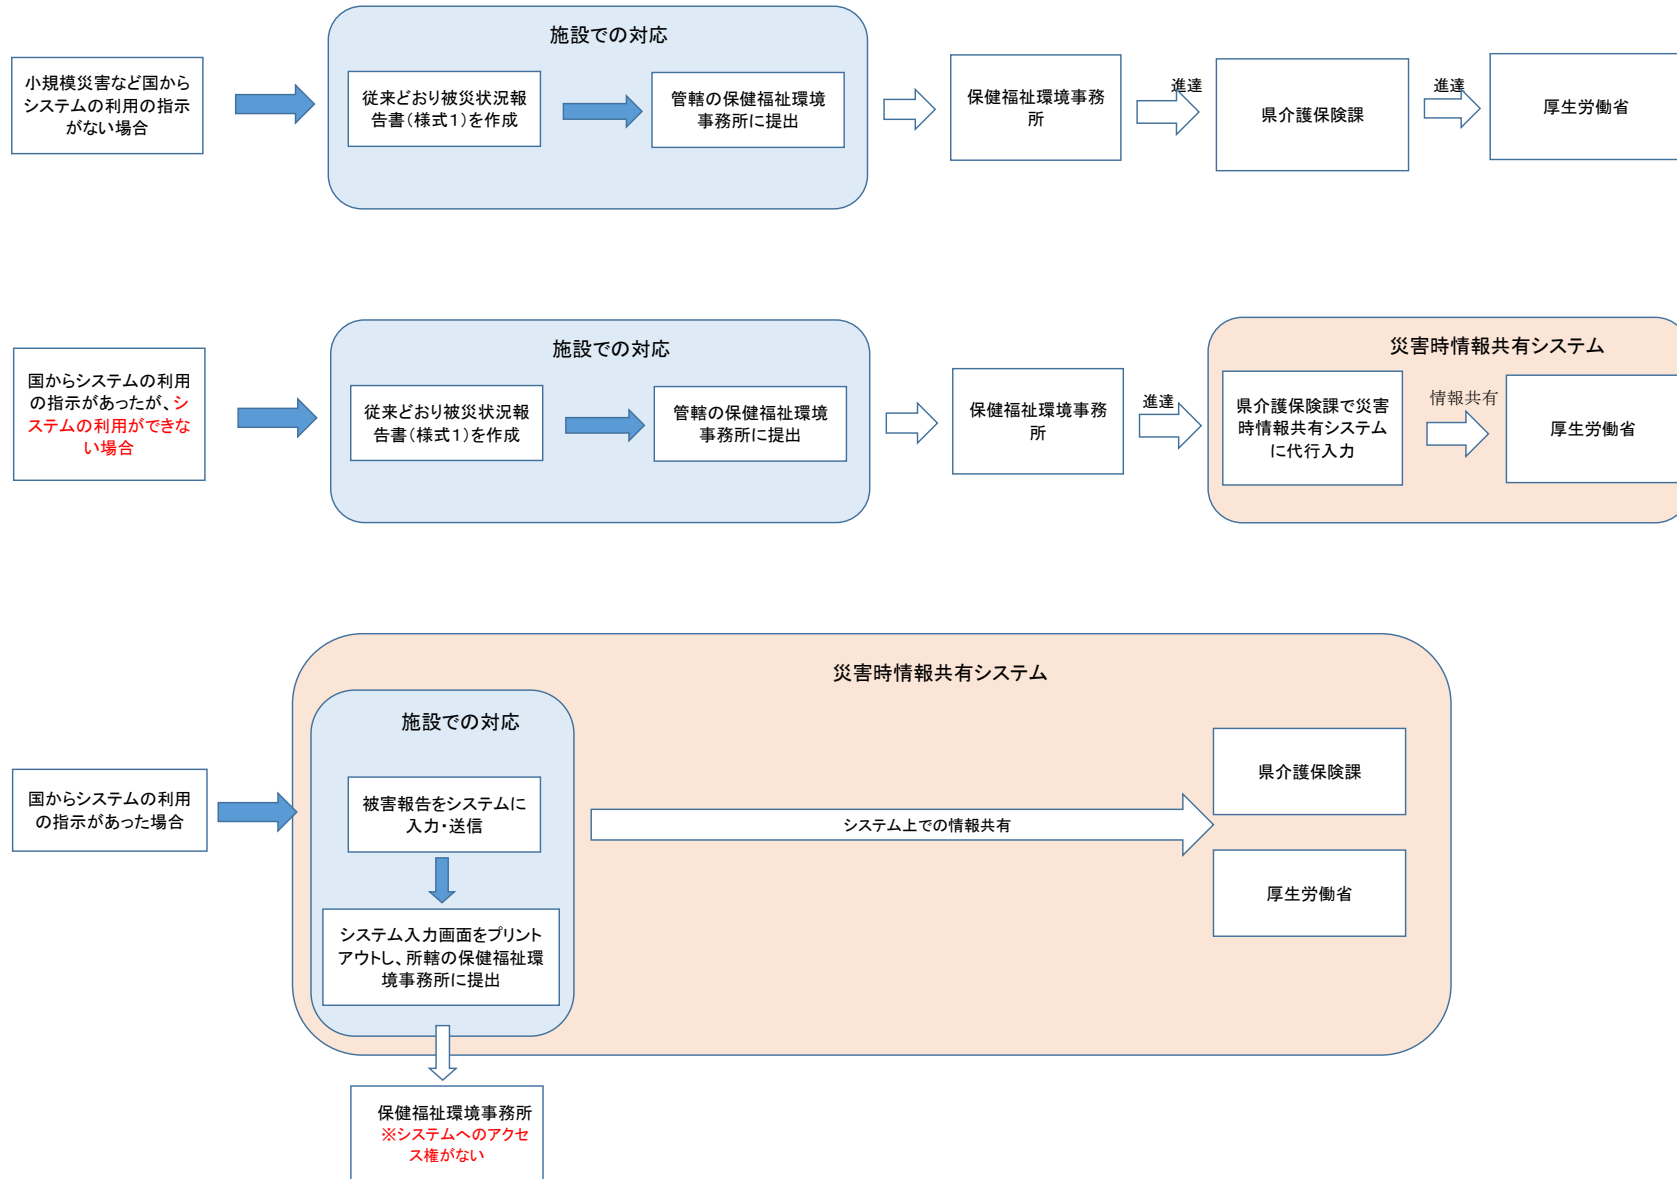 施設での対応
小規模災害など国から
システムの利用の指示
がない場合
従来どおり被災状況報
告書(様式1)を作成
管轄の保健福祉環境
事務所に提出
保健福祉環境事務
所
進達
県介護保険課
進達
厚生労働省
施設での対応
国からシステムの利用
の指示があったが、シ
ステムの利用ができな
い場合
従来どおり被災状況報
告書(様式1)を作成
管轄の保健福祉環境
事務所に提出
保健福祉環境事務
所
進達
災害時情報共有システム
県介護保険課で災害
時情報共有システム
に代行入力
情報共有
厚生労働省
災害時情報共有システム
施設での対応
国からシステムの利用
の指示があった場合
被害報告をシステムに
入力・送信
システム上での情報共有
県介護保険課
厚生労働省
システム入力画面をプリント
アウトし、所轄の保健福祉環
境事務所に提出
保健福祉環境事務所
※システムへのアクセ
ス権がない